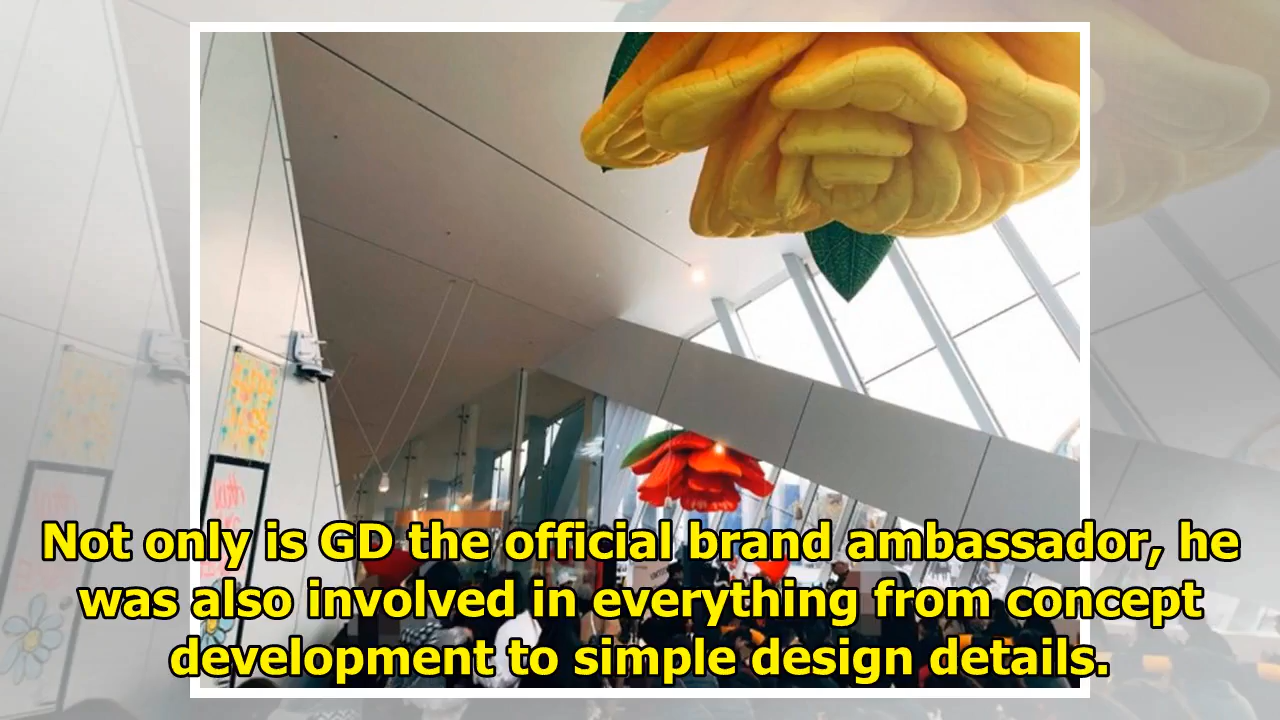 Not only is GD the official brand ambassador, he
was also involved in everything from concept
development to simple design details.